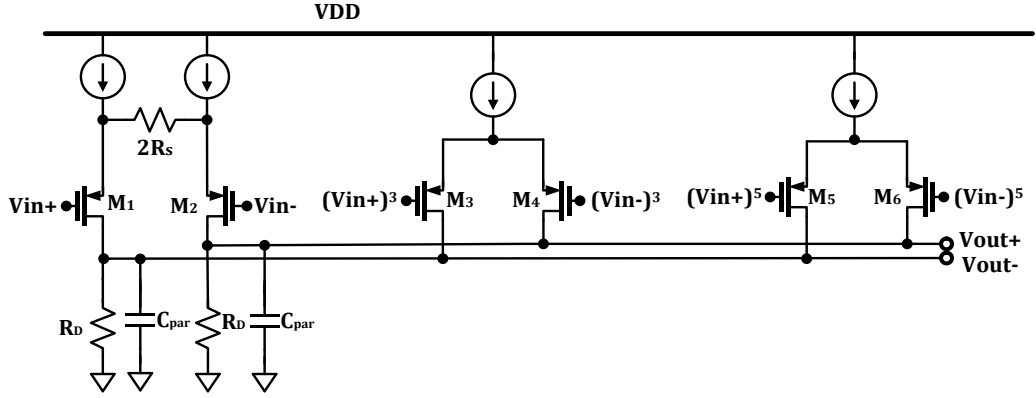 VDD
2Rs
Vin+ M1 M2 Vin- (Vin+)3 M3 M4 (Vin-)3 (Vin+)5 M5 M6 (Vin-)5
Vout+
Vout-
RD Cpar RD Cpar